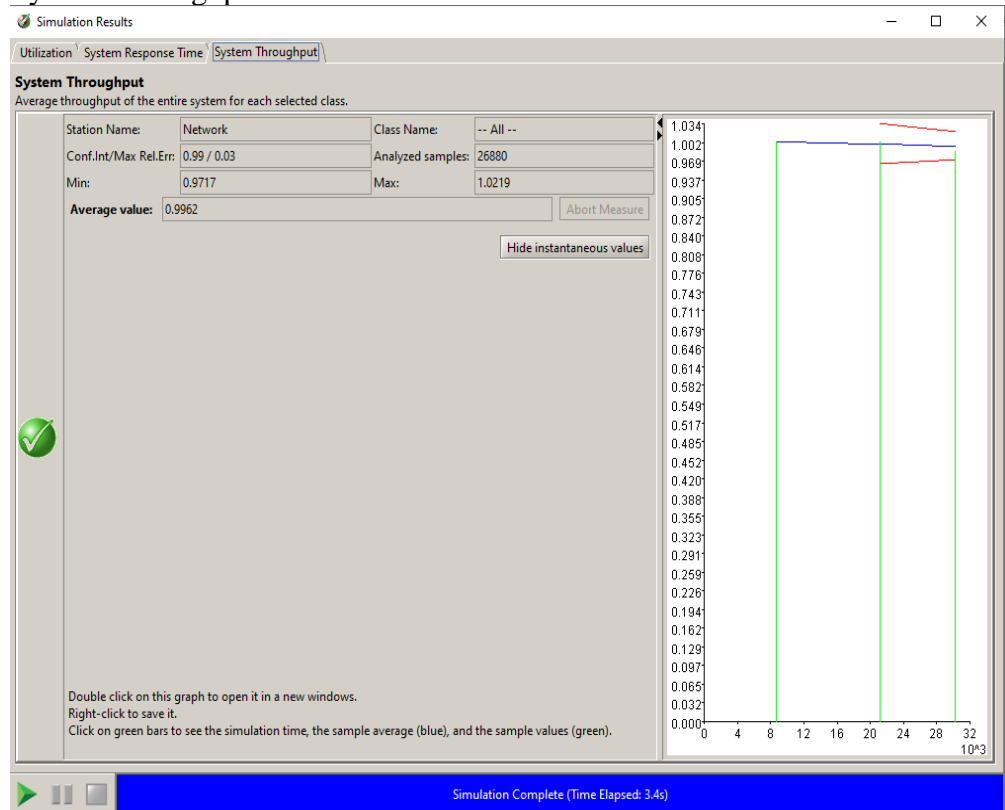 Simulation Results
Utilization System Response Time System Throughput
System Throughput
Average throughput of the entire system for each selected class.
Station Name: Network Class Name: -- All --
Conf.Int/Max Rel.Err: 0.99 / 0.03 Analyzed samples: 26880
Min: 0.9717 Max: 1.0219
Average value: 0.9962 Abort Measure
Hide instantaneous values
Double click on this graph to open it in a new windows.
Right-click to save it.
Click on green bars to see the simulation time, the sample average (blue), and the sample values (green).
1.034
1.002
0.969
0.937
0.905
0.872
0.840
0.808
0.776
0.743
0.711
0.679
0.646
0.614
0.582
0.549
0.517
0.485
0.452
0.420
0.388
0.355
0.323
0.291
0.259
0.226
0.194
0.162
0.129
0.097
0.065
0.032
0.000
0 4 8 12 16 20 24 28 32
10^3
Simulation Complete (Time Elapsed: 3.4s)